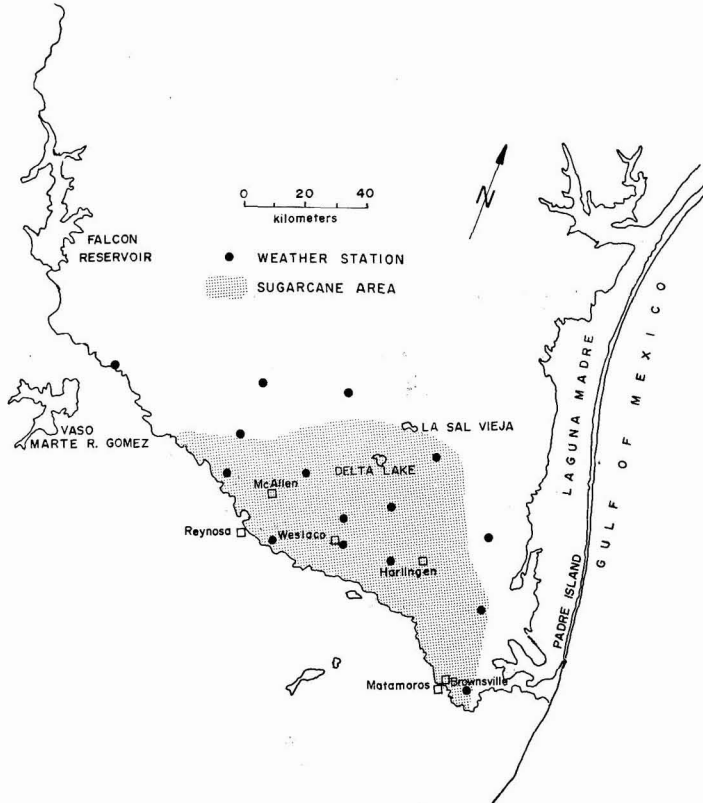 N
0 20 40
kilometers
FALCON
RESERVOIR
WEATHER STATION
SUGARCANE AREA
LAGUNA MADRE
GULF OF MEXICO
VASO
MARTE R. GOMEZ
LA SAL VIEJA
DELTA LAKE
McAllen
Reynosa
Weslaco
Harlingen
PADRE ISLAND
Matamoros
Brownsville